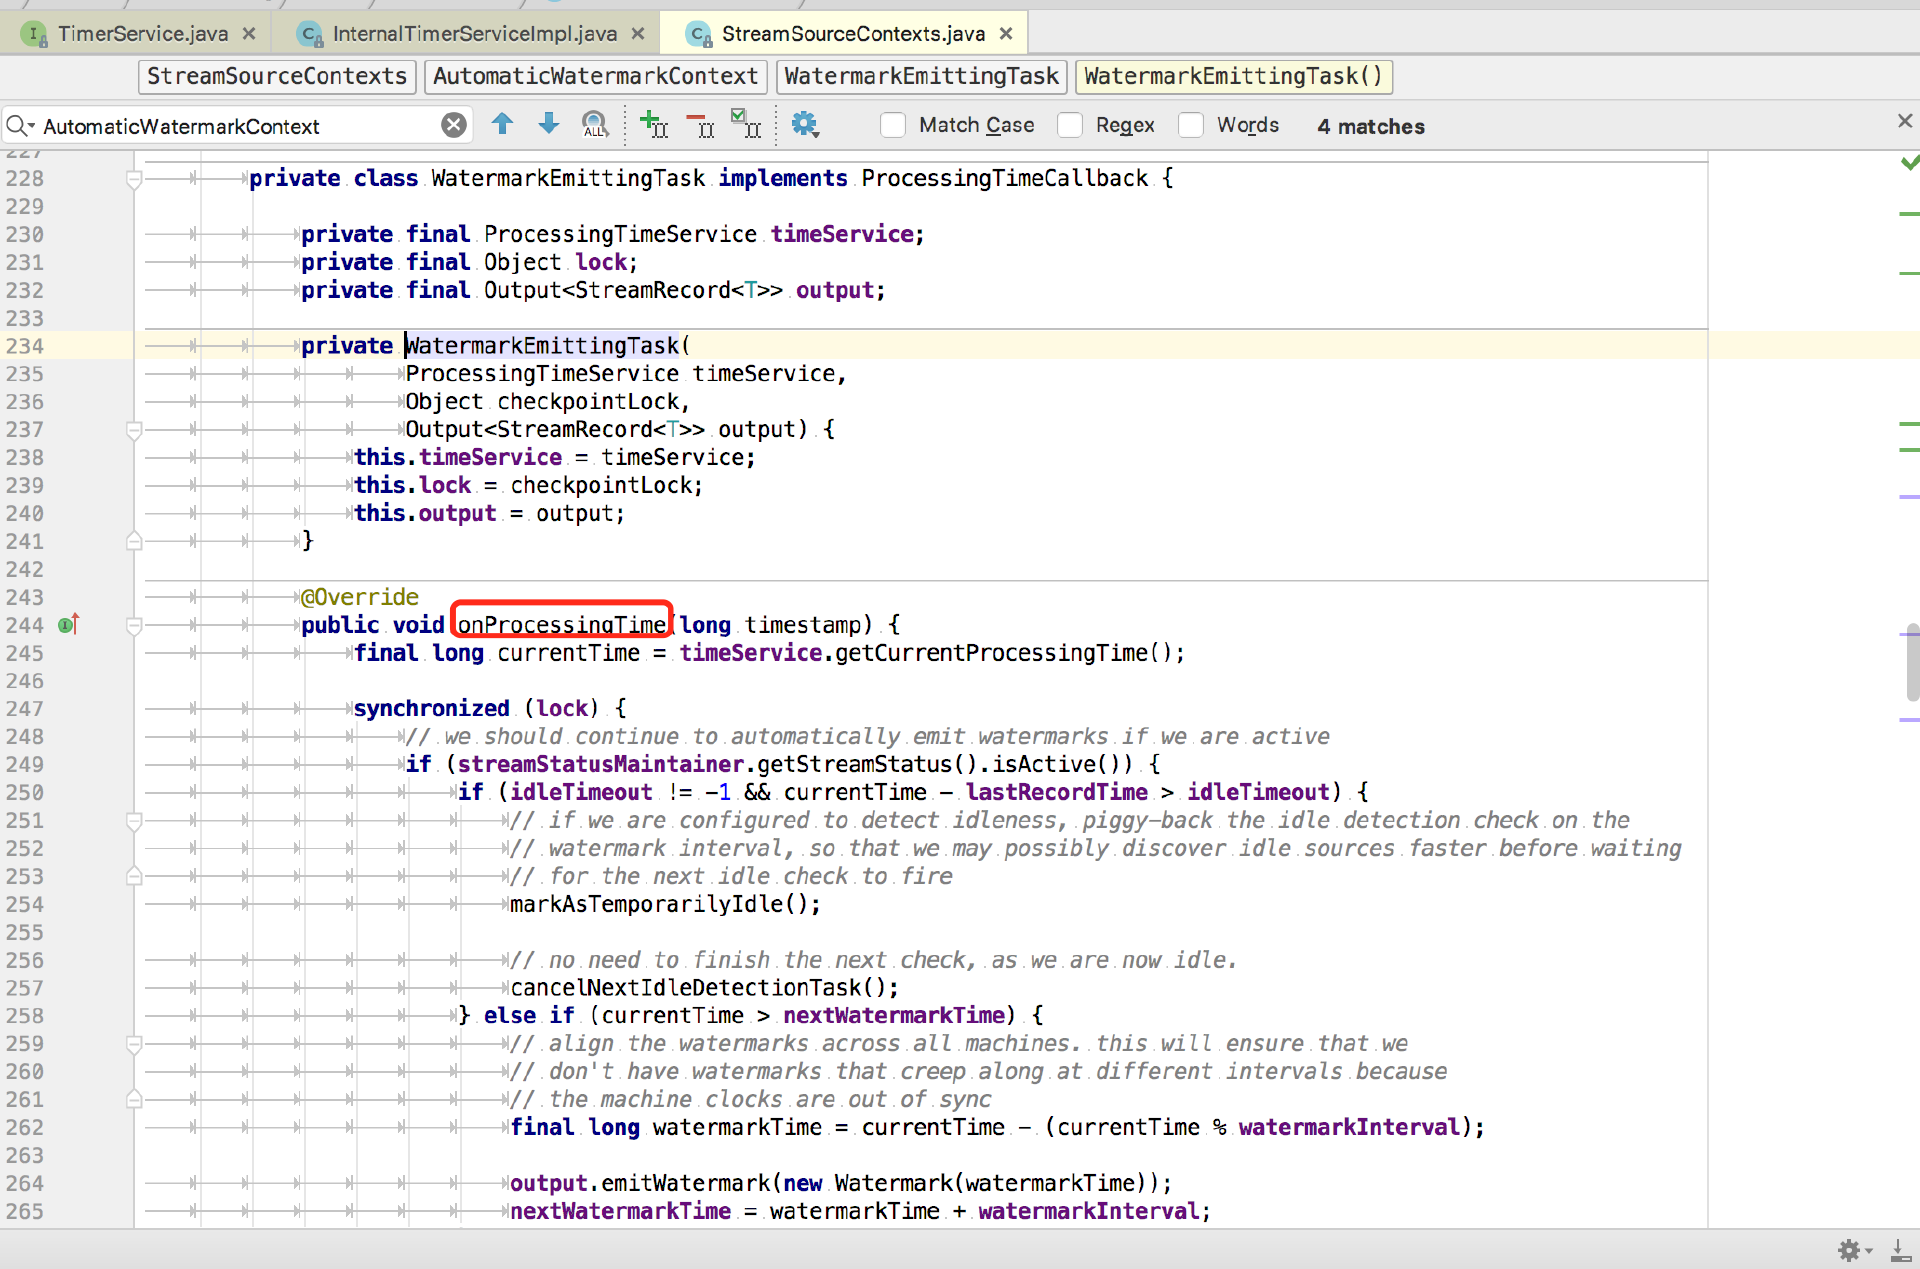 TimerService.java InternalTimerServiceImpl.java StreamSourceContexts.java
StreamSourceContexts AutomaticWatermarkContext WatermarkEmittingTask WatermarkEmittingTask()
AutomaticWatermarkContext ALL Match Case Regex Words 4 matches
227
228 private class WatermarkEmittingTask implements ProcessingTimeCallback {
229
230 private final ProcessingTimeService timeService;
231 private final Object lock;
232 private final Output<StreamRecord<T>> output;
233
234 private WatermarkEmittingTask(
235 ProcessingTimeService timeService,
236 Object checkpointLock,
237 Output<StreamRecord<T>> output) {
238 this.timeService = timeService;
239 this.lock = checkpointLock;
240 this.output = output;
241 }
242
243 @Override
244 public void onProcessingTime(long timestamp) {
245 final long currentTime = timeService.getCurrentProcessingTime();
246
247 synchronized (lock) {
248 // we should continue to automatically emit watermarks if we are active
249 if (streamStatusMaintainer.getStreamStatus().isActive()) {
250 if (idleTimeout != -1 && currentTime - lastRecordTime > idleTimeout) {
251 // if we are configured to detect idleness, piggy-back the idle detection check on the
252 // watermark interval, so that we may possibly discover idle sources faster before waiting
253 // for the next idle check to fire
254 markAsTemporarilyIdle();
255
256 // no need to finish the next check, as we are now idle.
257 cancelNextIdleDetectionTask();
258 } else if (currentTime > nextWatermarkTime) {
259 // align the watermarks across all machines. this will ensure that we
260 // don't have watermarks that creep along at different intervals because
261 // the machine clocks are out of sync
262 final long watermarkTime = currentTime - (currentTime % watermarkInterval);
263
264 output.emitWatermark(new Watermark(watermarkTime));
265 nextWatermarkTime = watermarkTime + watermarkInterval;